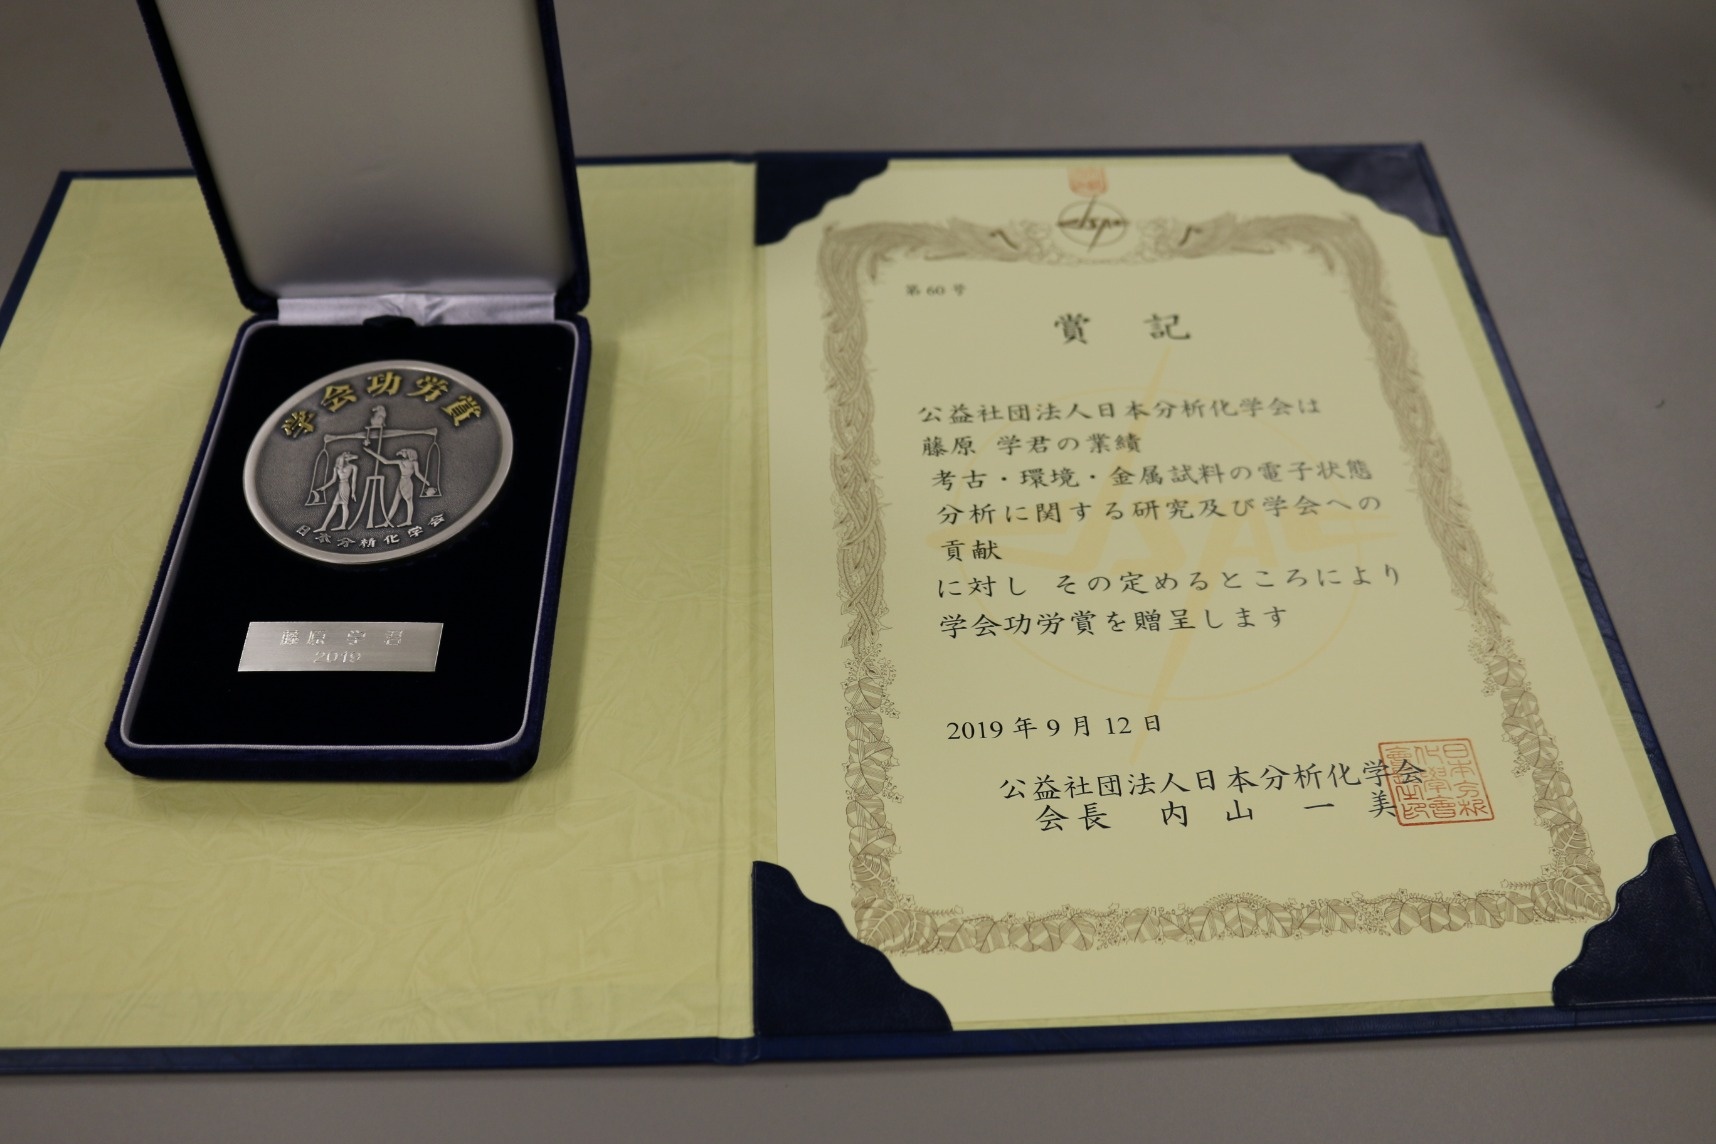 学会功労賞
日本分析化学会
藤原 学 君
2019
第60号
賞 記
公益社団法人日本分析化学会は
藤原 学君の業績
考古・環境・金属試料の電子状態
分析に関する研究及び学会への
貢献
に対し その定めるところにより
学会功労賞を贈呈します
2019年9月12日
公益社団法人日本分析化学会
会長 内山 一美